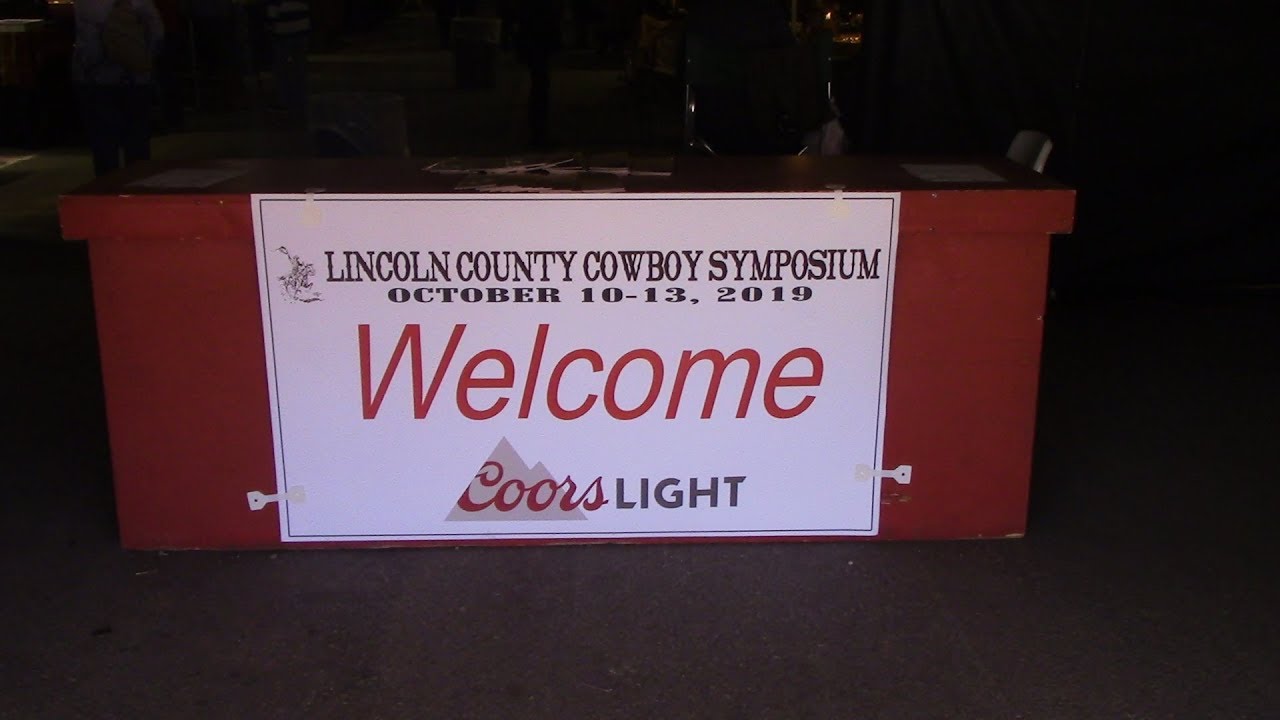 LINCOLN COUNTY COWBOY SYMPOSIUM
OCTOBER 10-13, 2019
Welcome
Coors LIGHT